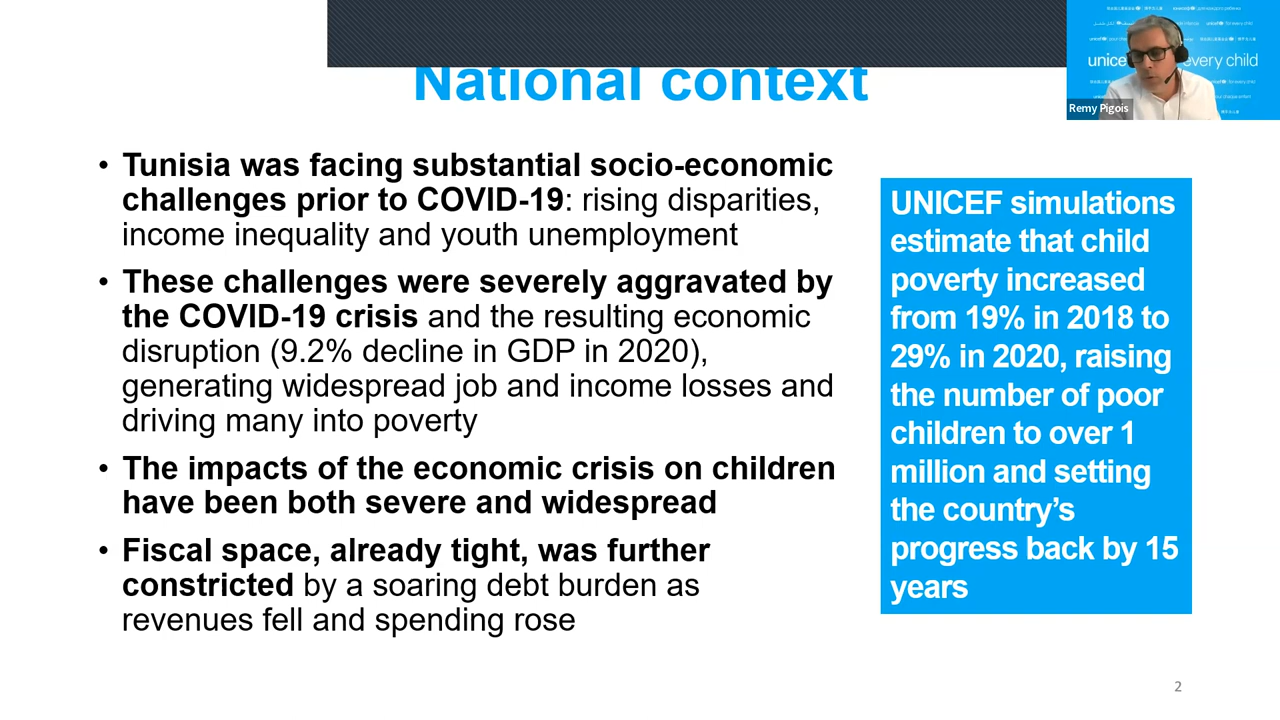 National context
unice
every child
Remy Pigois
• Tunisia was facing substantial socio-economic
challenges prior to COVID-19: rising disparities,
income inequality and youth unemployment
• These challenges were severely aggravated by
the COVID-19 crisis and the resulting economic
disruption (9.2% decline in GDP in 2020),
generating widespread job and income losses and
driving many into poverty
• The impacts of the economic crisis on children
have been both severe and widespread
• Fiscal space, already tight, was further
constricted by a soaring debt burden as
revenues fell and spending rose
UNICEF simulations
estimate that child
poverty increased
from 19% in 2018 to
29% in 2020, raising
the number of poor
children to over 1
million and setting
the country’s
progress back by 15
years
2